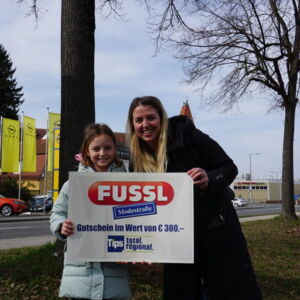 FUSSL
Modestraße
Gutschein im Wert von € 300.–
Tips total.
regional.